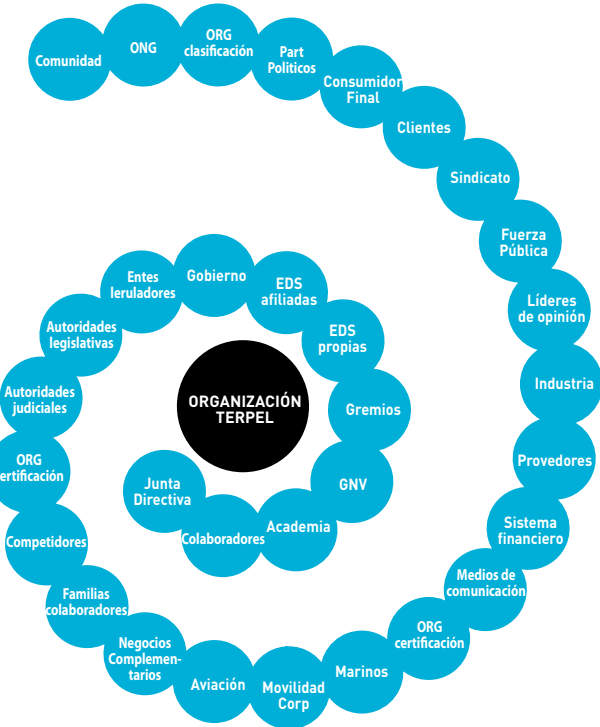 Comunidad
ONG
ORG
clasificación
Part
Politicos
Consumidor
Final
Clientes
Sindicato
Fuerza
Pública
Líderes
de opinión
Industria
Provedores
Sistema
financiero
Medios de
comunicación
ORG
certificación
Marinos
Movilidad
Corp
Aviación
Negocios
Complemen-
tarios
Familias
colaboradores
Competidores
ORG
ertificación
Autoridades
judiciales
Autoridades
legislativas
Entes
leruladores
Gobierno
EDS
afiliadas
EDS
propias
Gremios
GNV
Academia
Colaboradores
Junta
Directiva
ORGANIZACIÓN
TERPEL